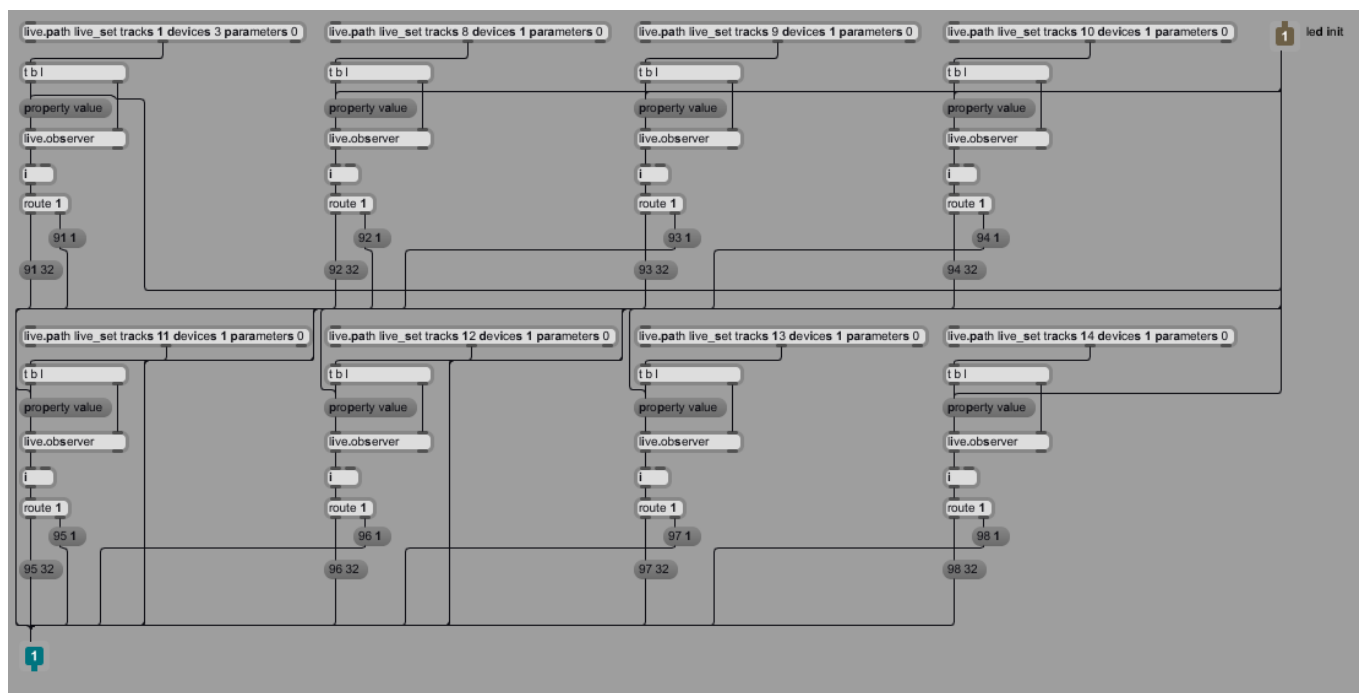 live.path live_set tracks 1 devices 3 parameters 0
live.path live_set tracks 8 devices 1 parameters 0
live.path live_set tracks 9 devices 1 parameters 0
live.path live_set tracks 10 devices 1 parameters 0
1
led init
t b l
t b l
t b l
t b l
property value
property value
property value
property value
live.observer
live.observer
live.observer
live.observer
i
i
i
i
route 1
route 1
route 1
route 1
91 1
92 1
93 1
94 1
91 32
92 32
93 32
94 32
live.path live_set tracks 11 devices 1 parameters 0
live.path live_set tracks 12 devices 1 parameters 0
live.path live_set tracks 13 devices 1 parameters 0
live.path live_set tracks 14 devices 1 parameters 0
t b l
t b l
t b l
t b l
property value
property value
property value
property value
live.observer
live.observer
live.observer
live.observer
i
i
i
i
route 1
route 1
route 1
route 1
95 1
96 1
97 1
98 1
95 32
96 32
97 32
98 32
1